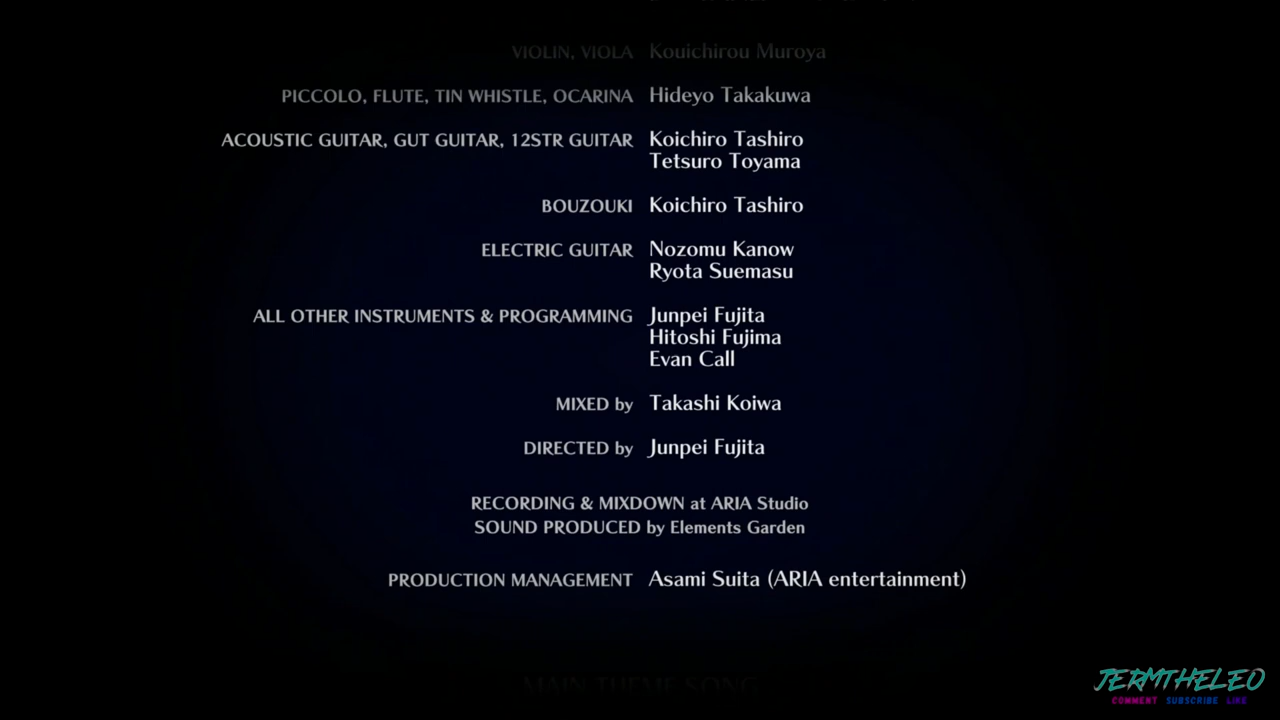 VIOLIN, VIOLA Kouichirou Muroya
PICCOLO, FLUTE, TIN WHISTLE, OCARINA Hideyo Takakuwa
ACOUSTIC GUITAR, GUT GUITAR, 12STR GUITAR Koichiro Tashiro
Tetsuro Toyama
BOUZOUKI Koichiro Tashiro
ELECTRIC GUITAR Nozomu Kanow
Ryota Suemasu
ALL OTHER INSTRUMENTS & PROGRAMMING Junpei Fujita
Hitoshi Fujima
Evan Call
MIXED by Takashi Koiwa
DIRECTED by Junpei Fujita
RECORDING & MIXDOWN at ARIA Studio
SOUND PRODUCED by Elements Garden
PRODUCTION MANAGEMENT Asami Suita (ARIA entertainment)
MAIN THEME SONG
JERMTHELEO
COMMENT SUBSCRIBE LIKE